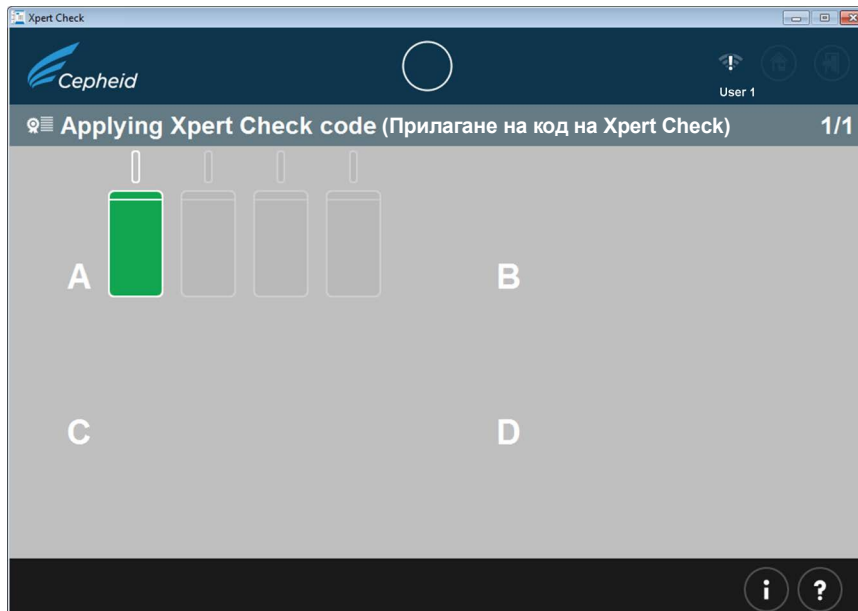 Xpert Check
Cepheid
User 1
Applying Xpert Check code (Прилагане на код на Xpert Check) 1/1
A
B
C
D
i ?